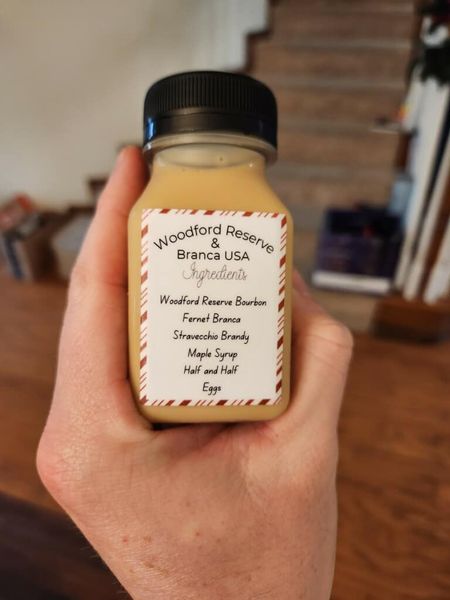 Woodford Reserve
&
Branca USA
Ingredients
Woodford Reserve Bourbon
Fernet Branca
Stravecchio Brandy
Maple Syrup
Half and Half
Eggs